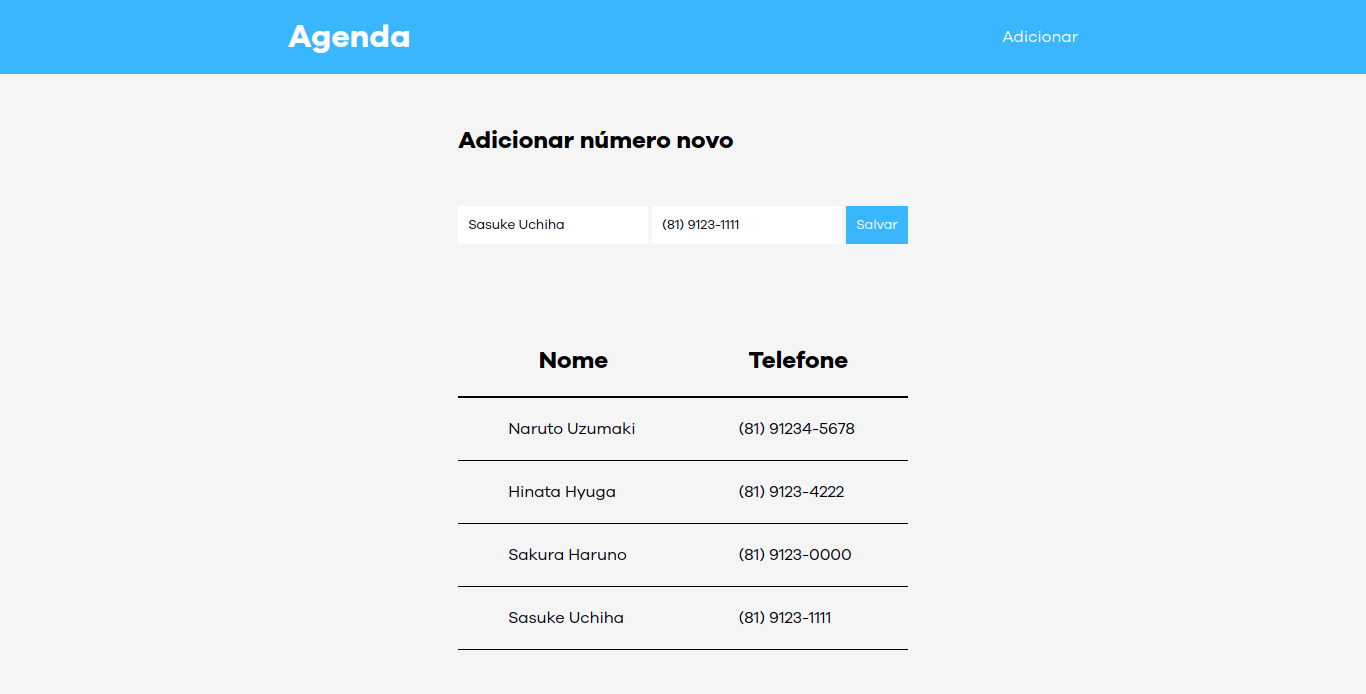 Agenda Adicionar
Adicionar número novo
Sasuke Uchiha (81) 9123-1111 Salvar
Nome Telefone
Naruto Uzumaki (81) 91234-5678
Hinata Hyuga (81) 9123-4222
Sakura Haruno (81) 9123-0000
Sasuke Uchiha (81) 9123-1111